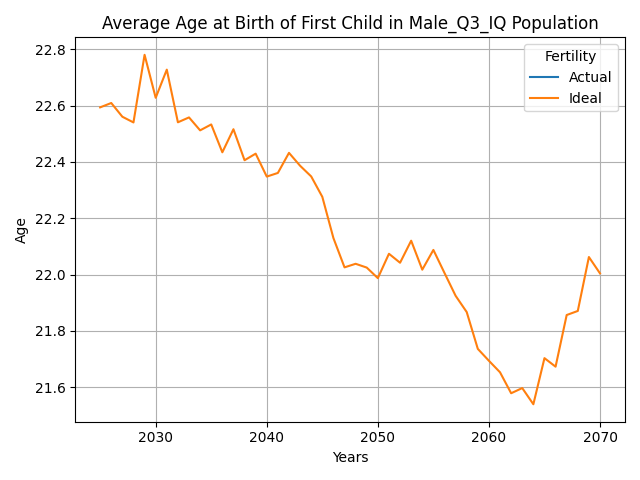 Average Age at Birth of First Child in Male_Q3_IQ Population
22.8
22.6
22.4
22.2
22.0
21.8
21.6
Age
Fertility
Actual
Ideal
2030 2040 2050 2060 2070
Years